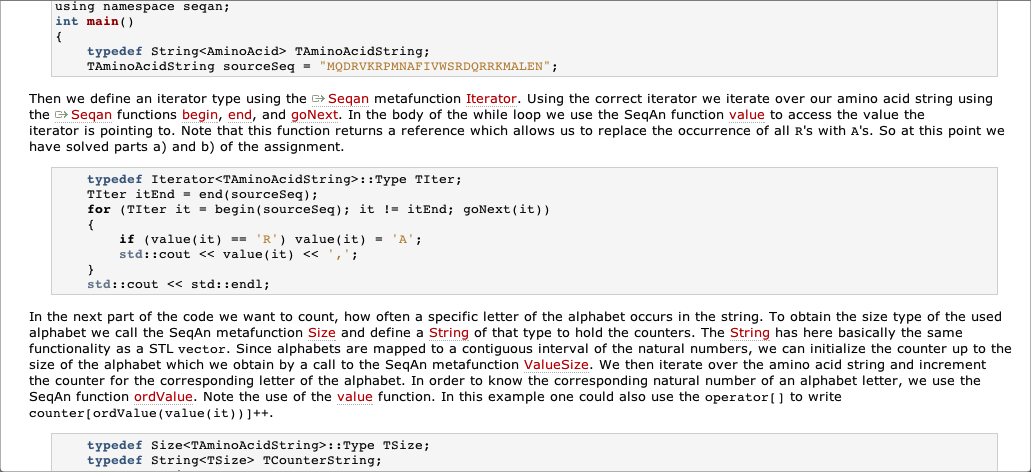 using namespace seqan;
int main()
{
    typedef String<AminoAcid> TAminoAcidString;
    TAminoAcidString sourceSeq = "MQDRVKRPMNAFIVWSRDQRRKMALEN";
Then we define an iterator type using the Seqan metafunction Iterator. Using the correct iterator we iterate over our amino acid string using
the Seqan functions begin, end, and goNext. In the body of the while loop we use the SeqAn function value to access the value the
iterator is pointing to. Note that this function returns a reference which allows us to replace the occurrence of all R's with A's. So at this point we
have solved parts a) and b) of the assignment.
    typedef Iterator<TAminoAcidString>::Type TIter;
    TIter itEnd = end(sourceSeq);
    for (TIter it = begin(sourceSeq); it != itEnd; goNext(it))
    {
        if (value(it) == 'R') value(it) = 'A';
        std::cout << value(it) << ',';
    }
    std::cout << std::endl;
In the next part of the code we want to count, how often a specific letter of the alphabet occurs in the string. To obtain the size type of the used
alphabet we call the SeqAn metafunction Size and define a String of that type to hold the counters. The String has here basically the same
functionality as a STL vector. Since alphabets are mapped to a contiguous interval of the natural numbers, we can initialize the counter up to the
size of the alphabet which we obtain by a call to the SeqAn metafunction ValueSize. We then iterate over the amino acid string and increment
the counter for the corresponding letter of the alphabet. In order to know the corresponding natural number of an alphabet letter, we use the
SeqAn function ordValue. Note the use of the value function. In this example one could also use the operator[] to write
counter[ordValue(value(it))]++.
    typedef Size<TAminoAcidString>::Type TSize;
    typedef String<TSize> TCounterString;